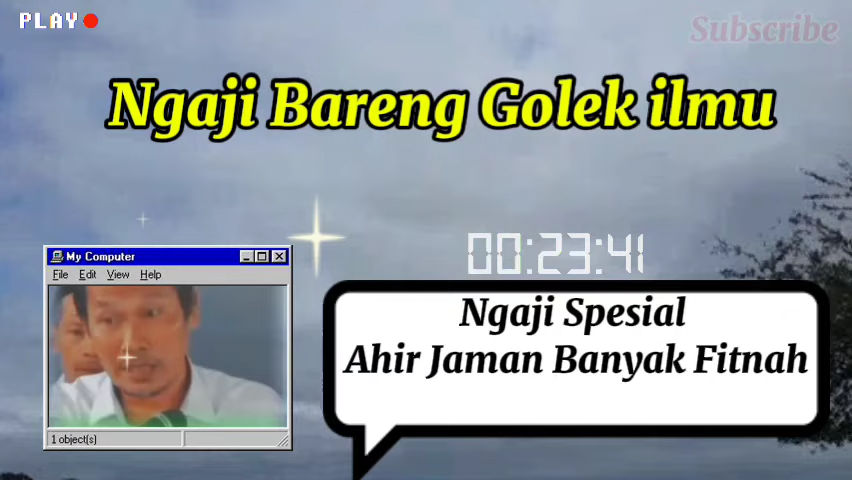 PLAY
Subscribe
Ngaji Bareng Golek ilmu
My Computer
File Edit View Help
00:23:41
Ngaji Spesial
Ahir Jaman Banyak Fitnah
1 object(s)